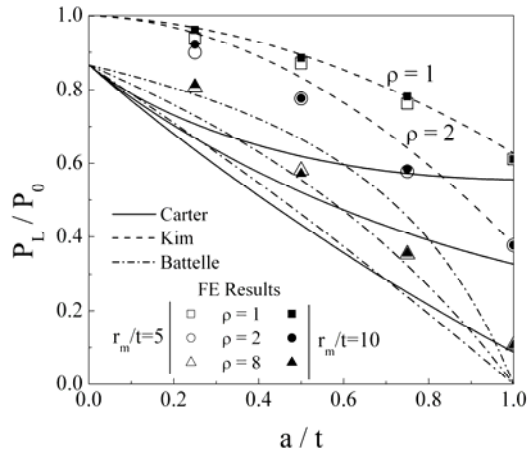 1.0
0.8
0.6
0.4
0.2
0.0
P_L / P_0
ρ = 1
ρ = 2
Carter
Kim
Battelle
FE Results
r_m/t=5
ρ = 1
ρ = 2
ρ = 8
r_m/t=10
0.0 0.2 0.4 0.6 0.8 1.0
a / t